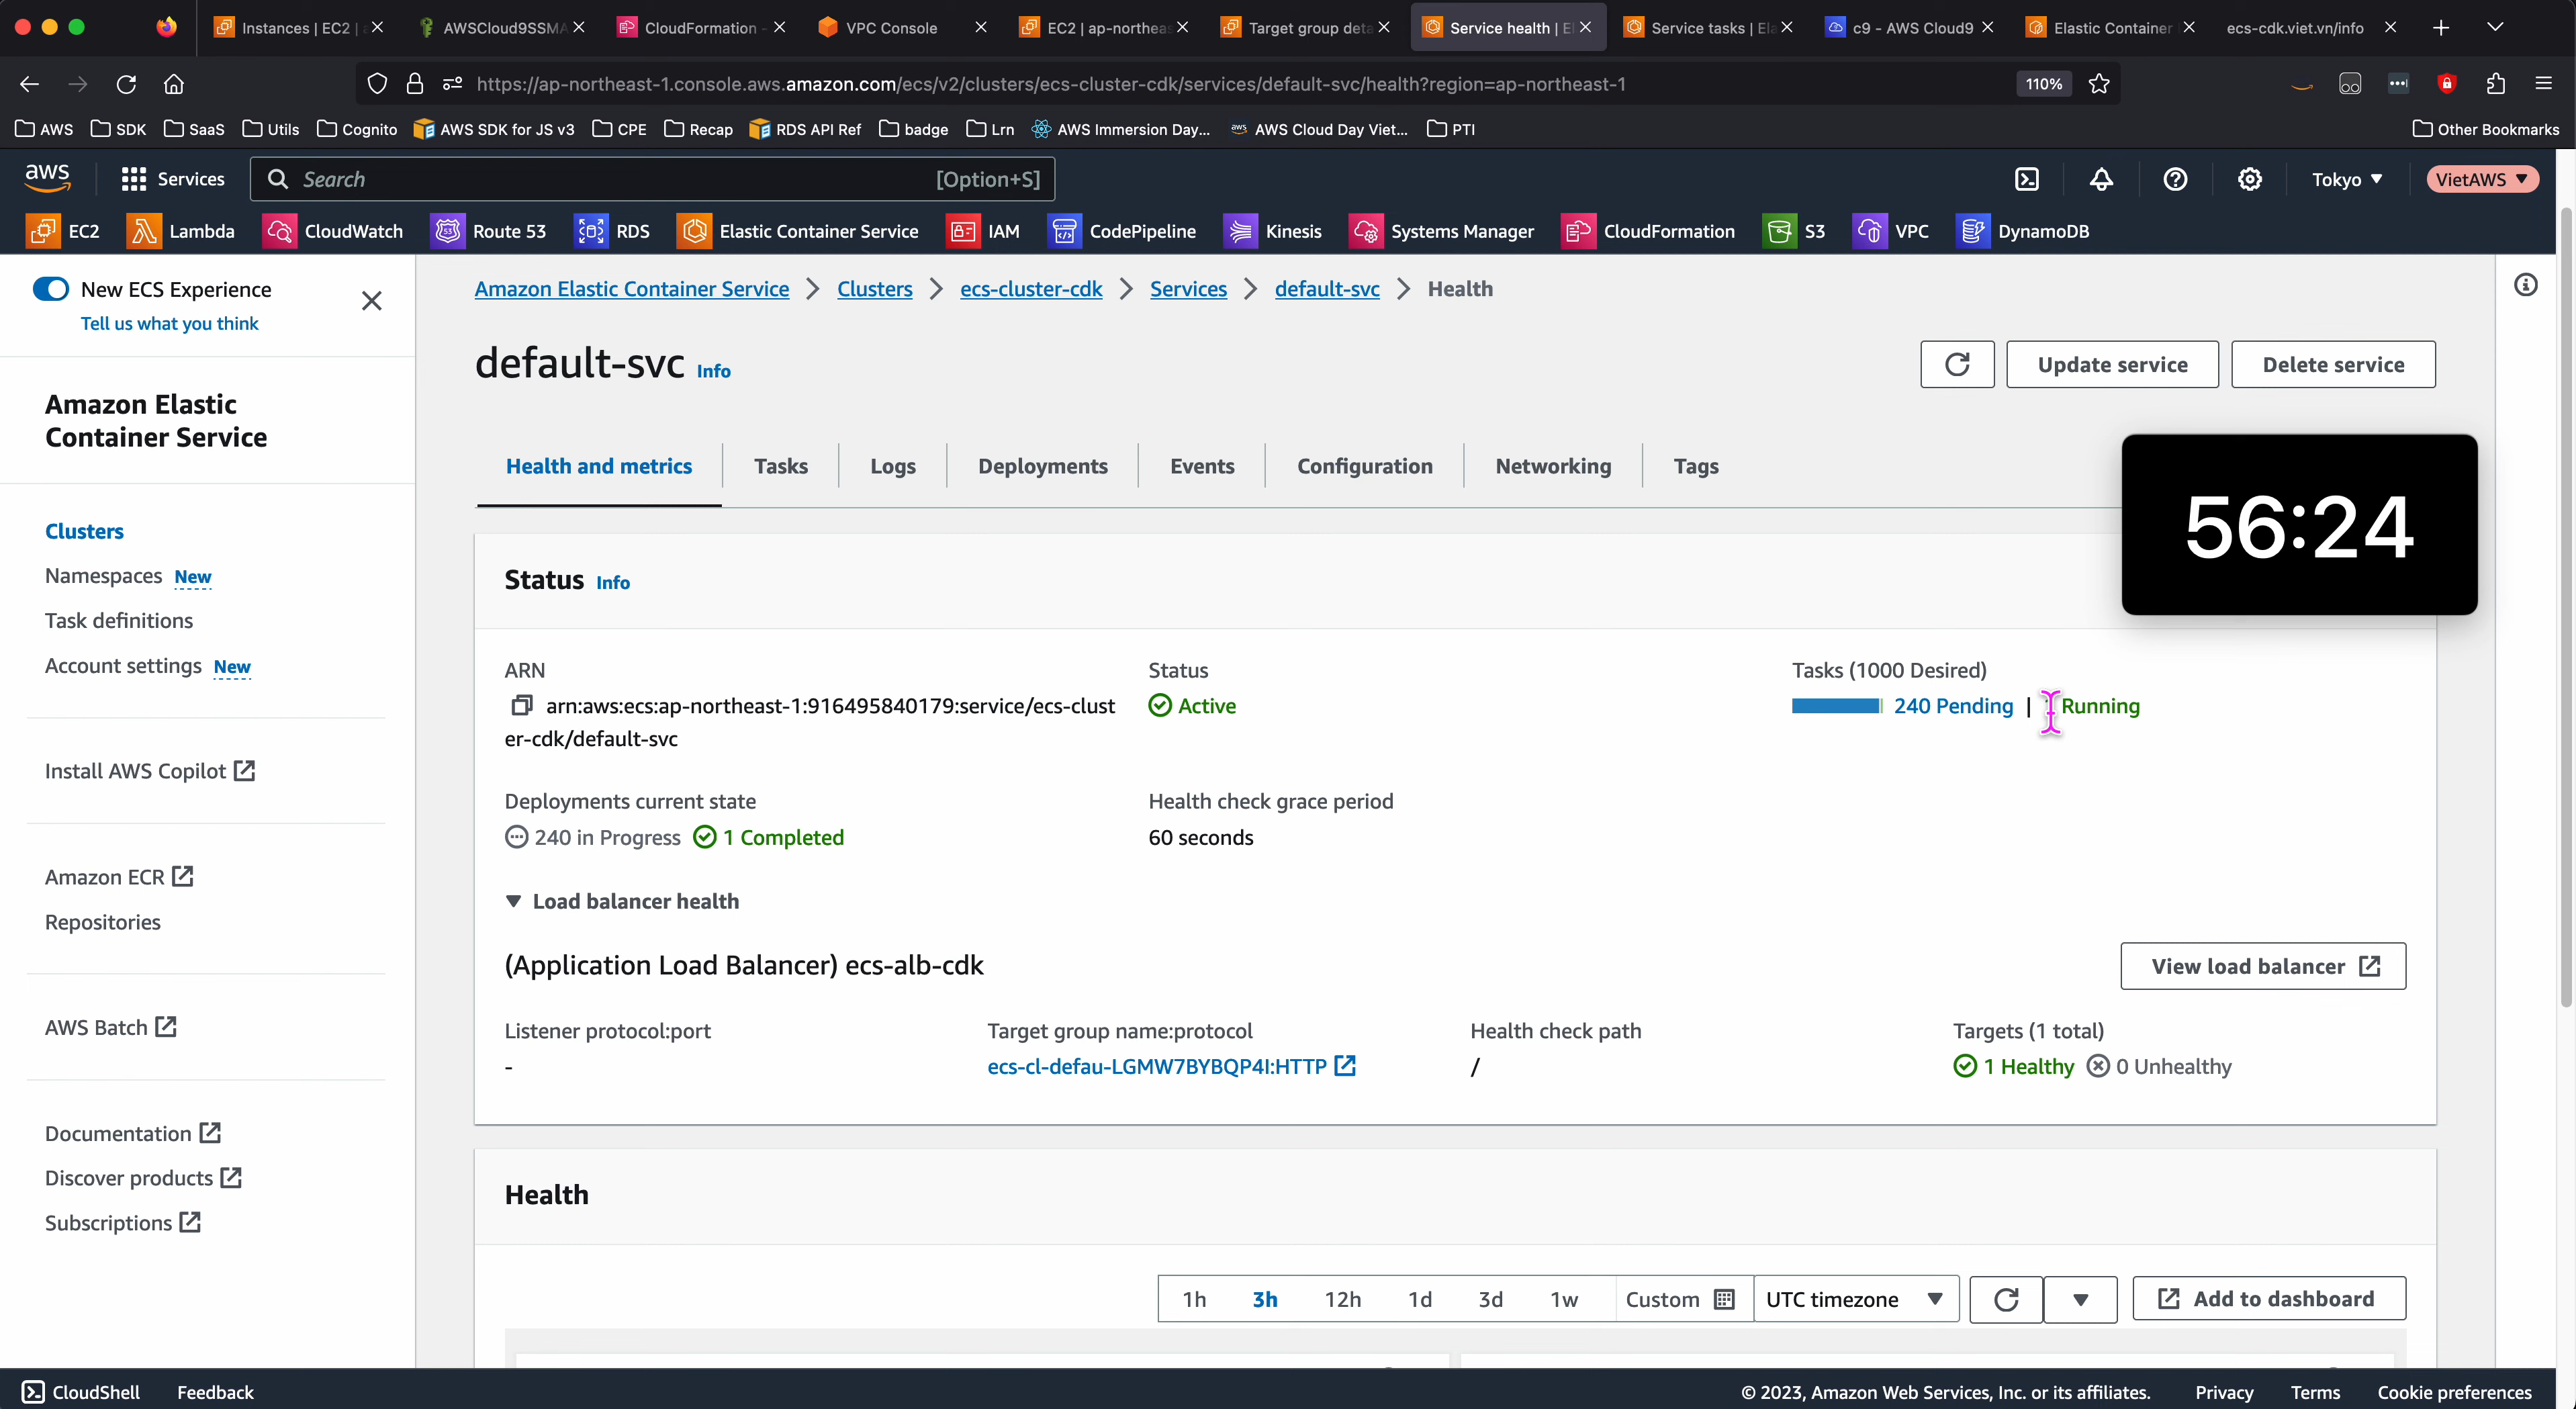 Instances | EC2 |
AWSCloud9SSMA
CloudFormation -
VPC Console
EC2 | ap-northeas
Target group deta
Service health | El
Service tasks | Ela
c9 - AWS Cloud9
Elastic Container
ecs-cdk.viet.vn/info
https://ap-northeast-1.console.aws.amazon.com/ecs/v2/clusters/ecs-cluster-cdk/services/default-svc/health?region=ap-northeast-1
110%
AWS
SDK
SaaS
Utils
Cognito
AWS SDK for JS v3
CPE
Recap
RDS API Ref
badge
Lrn
AWS Immersion Day...
AWS Cloud Day Viet...
PTI
Other Bookmarks
aws
Services
Search
[Option+S]
Tokyo
VietAWS
EC2
Lambda
CloudWatch
Route 53
RDS
Elastic Container Service
IAM
CodePipeline
Kinesis
Systems Manager
CloudFormation
S3
VPC
DynamoDB
New ECS Experience
Tell us what you think
Amazon Elastic
Container Service
Clusters
Namespaces New
Task definitions
Account settings New
Install AWS Copilot
Amazon ECR
Repositories
AWS Batch
Documentation
Discover products
Subscriptions
Amazon Elastic Container Service
Clusters
ecs-cluster-cdk
Services
default-svc
Health
default-svc Info
Update service
Delete service
Health and metrics
Tasks
Logs
Deployments
Events
Configuration
Networking
Tags
56:24
Status Info
ARN
arn:aws:ecs:ap-northeast-1:916495840179:service/ecs-clust
er-cdk/default-svc
Status
Active
Tasks (1000 Desired)
240 Pending | Running
Deployments current state
240 in Progress 1 Completed
Health check grace period
60 seconds
Load balancer health
(Application Load Balancer) ecs-alb-cdk
View load balancer
Listener protocol:port
-
Target group name:protocol
ecs-cl-defau-LGMW7BYBQP4I:HTTP
Health check path
/
Targets (1 total)
1 Healthy 0 Unhealthy
Health
1h
3h
12h
1d
3d
1w
Custom
UTC timezone
Add to dashboard
CloudShell
Feedback
© 2023, Amazon Web Services, Inc. or its affiliates.
Privacy
Terms
Cookie preferences